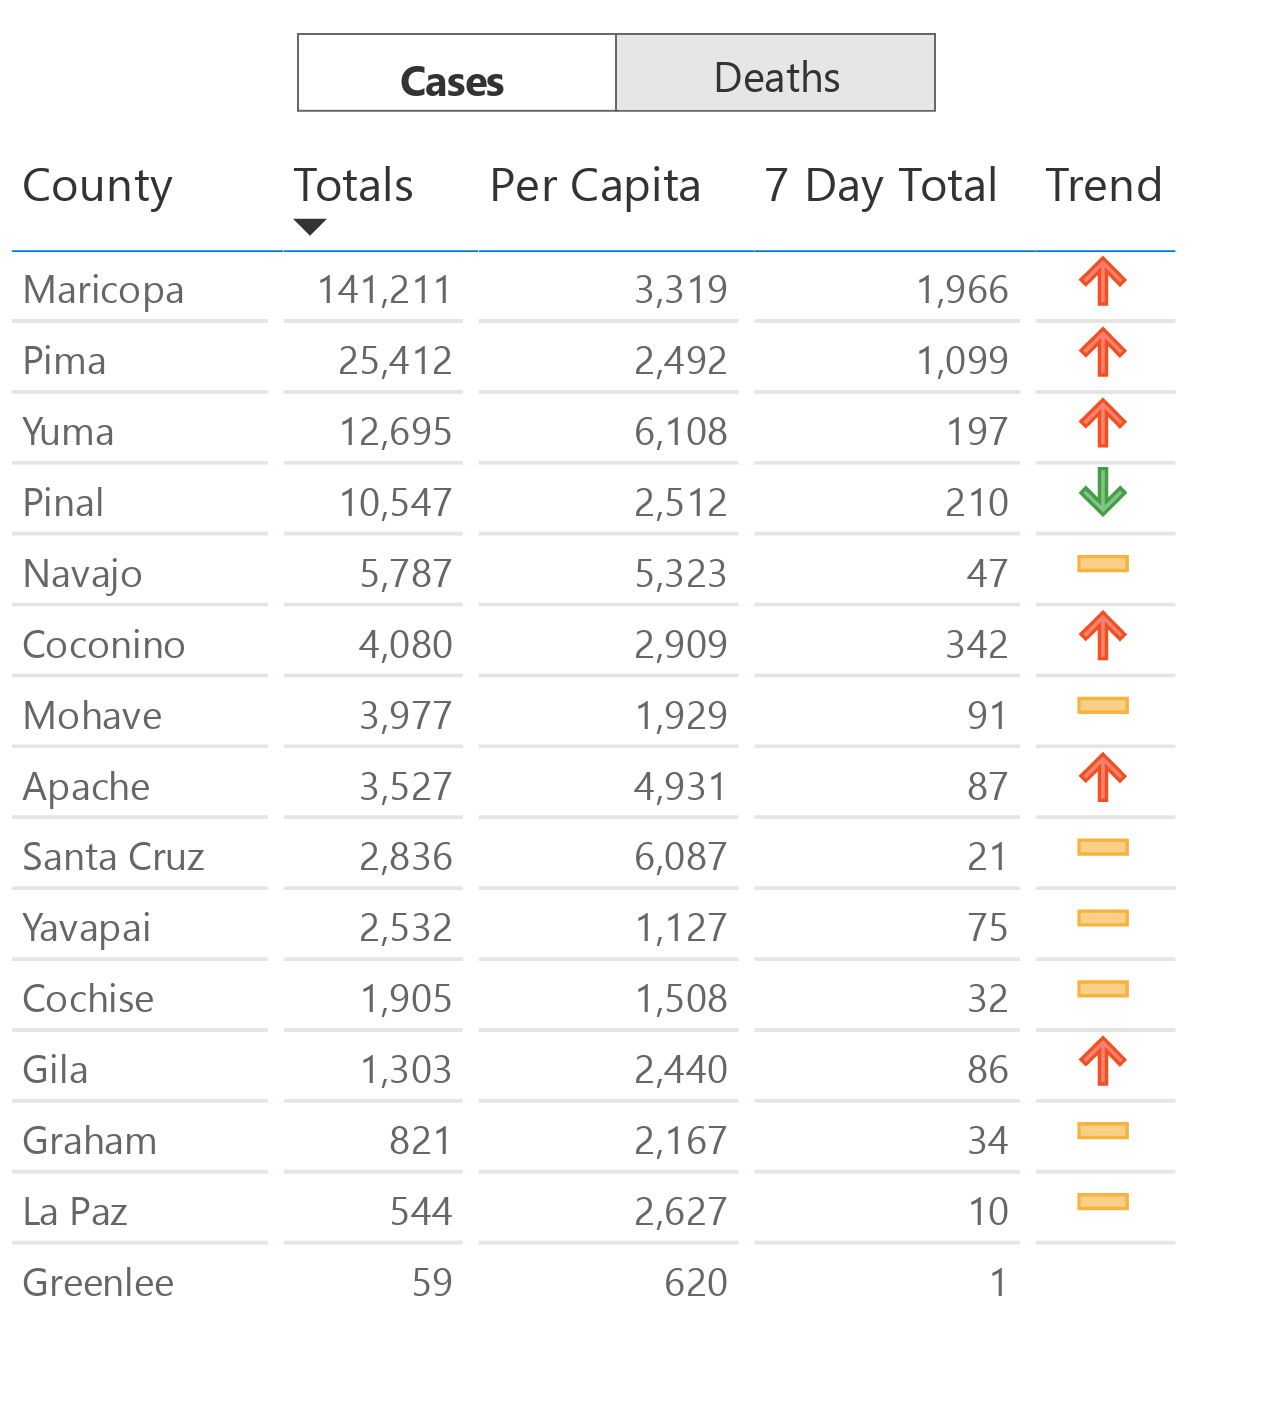 Cases Deaths
County Totals Per Capita 7 Day Total Trend
Maricopa 141,211 3,319 1,966
Pima 25,412 2,492 1,099
Yuma 12,695 6,108 197
Pinal 10,547 2,512 210
Navajo 5,787 5,323 47
Coconino 4,080 2,909 342
Mohave 3,977 1,929 91
Apache 3,527 4,931 87
Santa Cruz 2,836 6,087 21
Yavapai 2,532 1,127 75
Cochise 1,905 1,508 32
Gila 1,303 2,440 86
Graham 821 2,167 34
La Paz 544 2,627 10
Greenlee 59 620 1